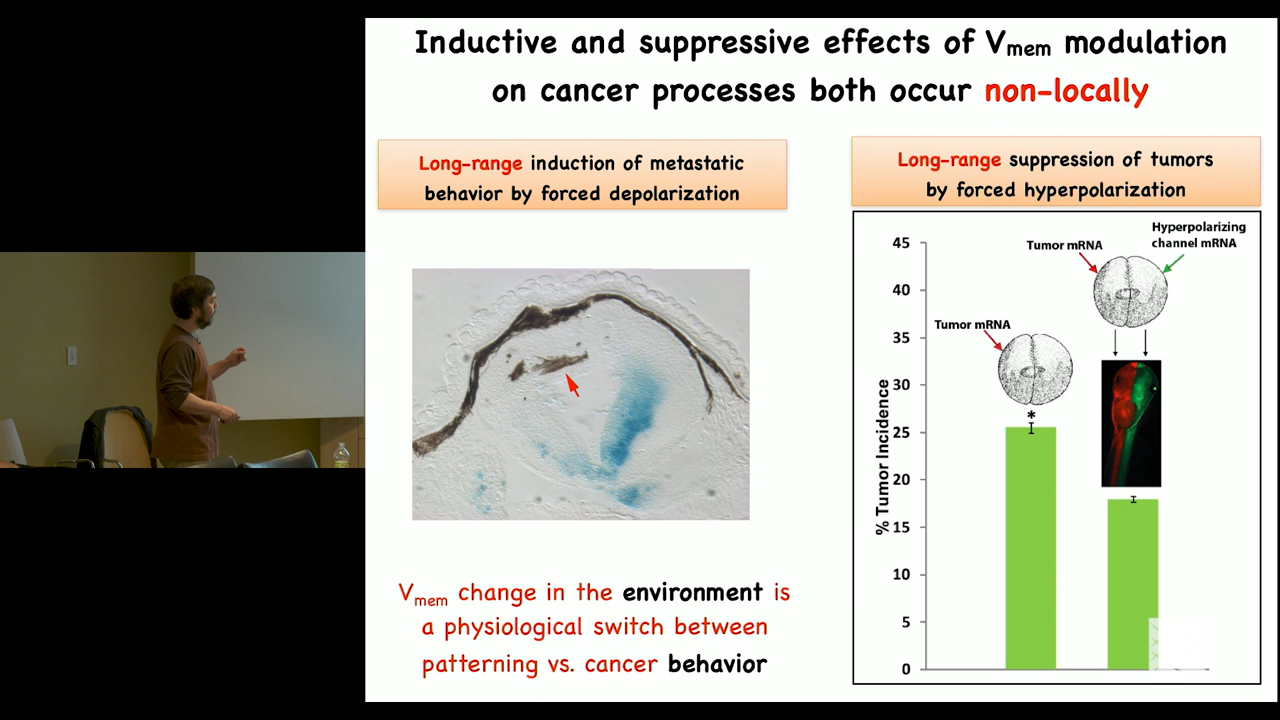 Inductive and suppressive effects of Vmem modulation
on cancer processes both occur non-locally
Long-range induction of metastatic
behavior by forced depolarization
Vmem change in the environment is
a physiological switch between
patterning vs. cancer behavior
Long-range suppression of tumors
by forced hyperpolarization
Hyperpolarizing
channel mRNA
Tumor mRNA
Tumor mRNA
*
% Tumor Incidence
45
40
35
30
25
20
15
10
5
0